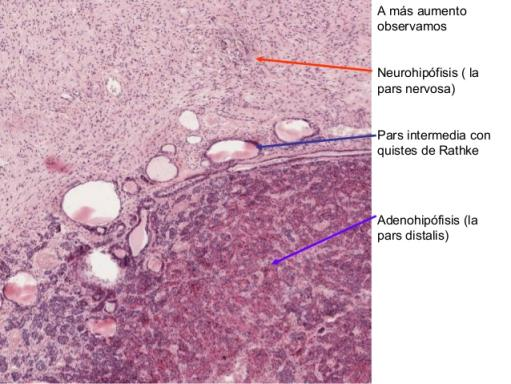 A más aumento
observamos
Neurohipófisis ( la
pars nervosa)
Pars intermedia con
quistes de Rathke
Adenohipófisis (la
pars distalis)